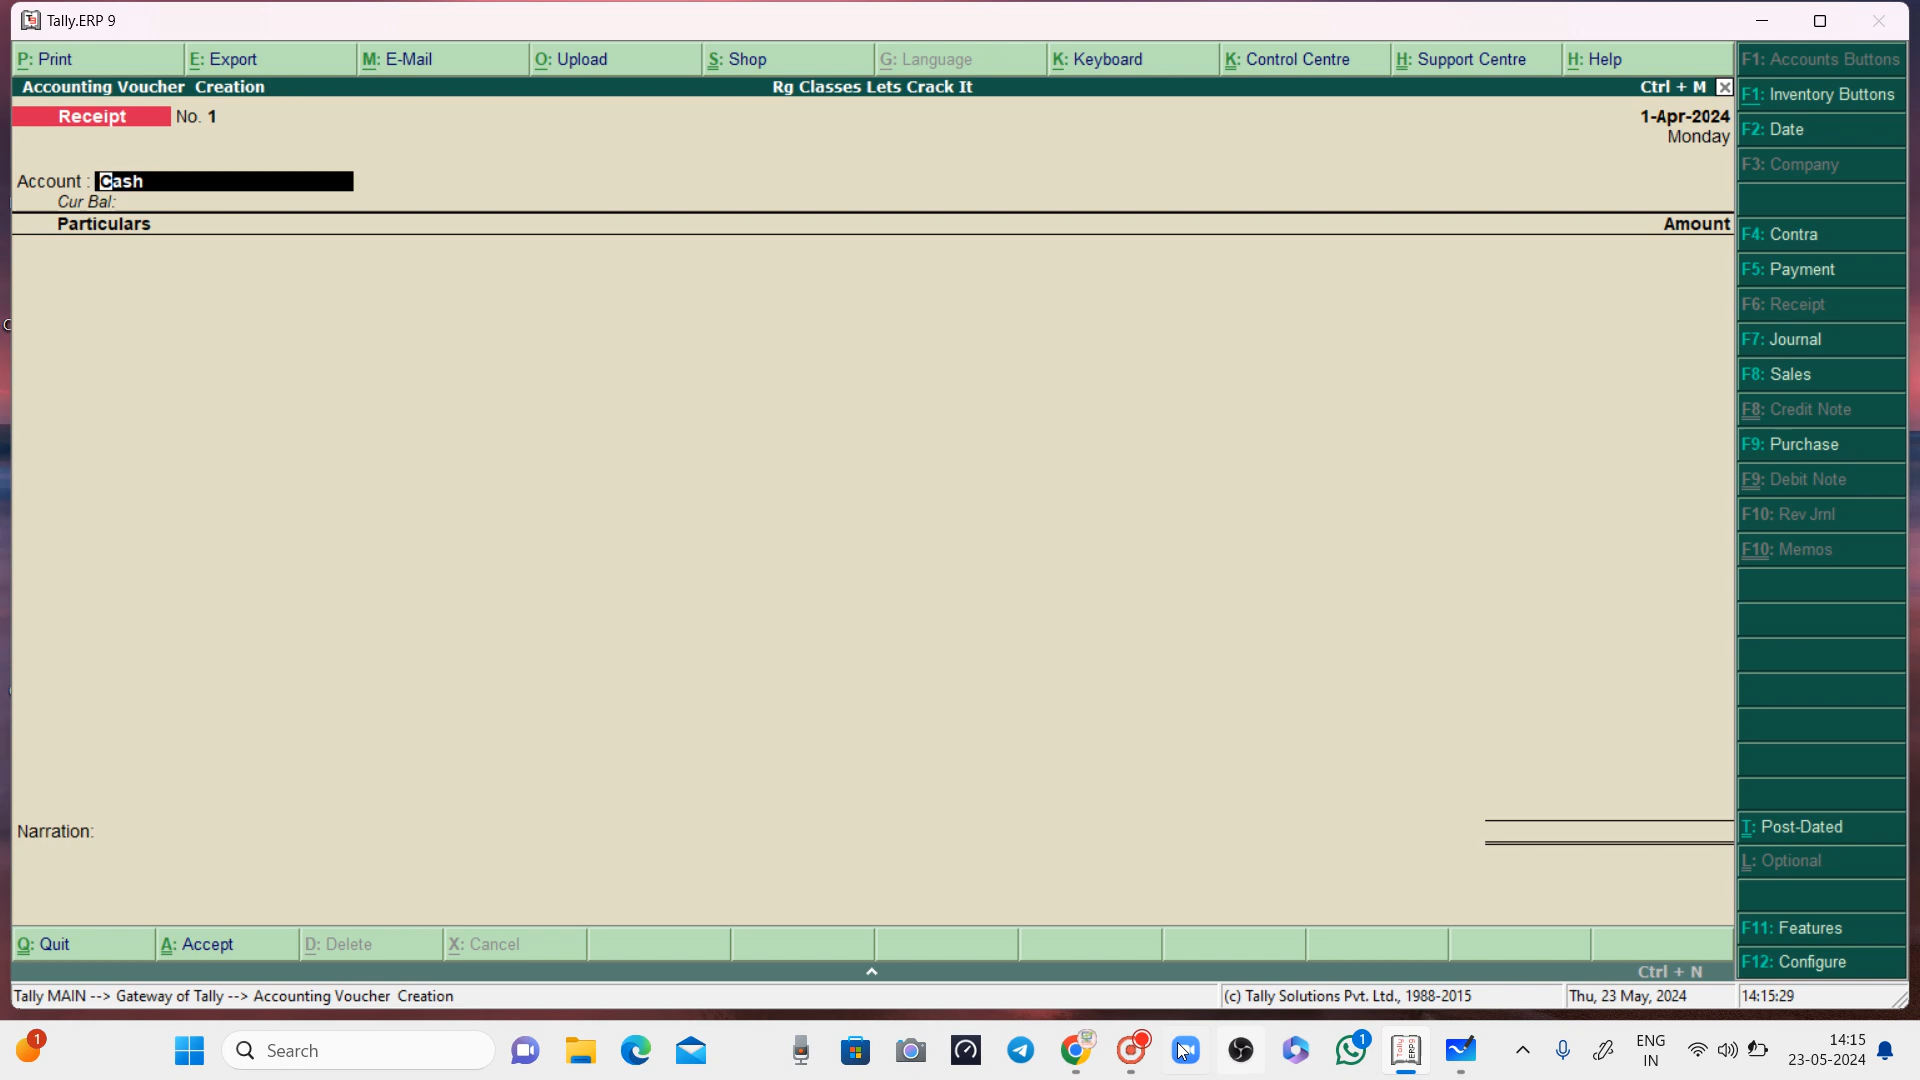 Tally.ERP 9
P: Print
E: Export
M: E-Mail
O: Upload
S: Shop
G: Language
K: Keyboard
K: Control Centre
H: Support Centre
H: Help
Accounting Voucher Creation
Rg Classes Lets Crack It
Ctrl + M
Receipt
No. 1
1-Apr-2024
Monday
Account : Cash
Cur Bal:
Particulars
Amount
Narration:
F1: Accounts Buttons
F1: Inventory Buttons
F2: Date
F3: Company
F4: Contra
F5: Payment
F6: Receipt
F7: Journal
F8: Sales
F8: Credit Note
F9: Purchase
F9: Debit Note
F10: Rev Jrnl
F10: Memos
T: Post-Dated
L: Optional
F11: Features
F12: Configure
Q: Quit
A: Accept
D: Delete
X: Cancel
Ctrl + N
Tally MAIN --> Gateway of Tally --> Accounting Voucher Creation
(c) Tally Solutions Pvt. Ltd., 1988-2015
Thu, 23 May, 2024
14:15:29
1
Search
1
Tally
ERP9
ENG
IN
14:15
23-05-2024